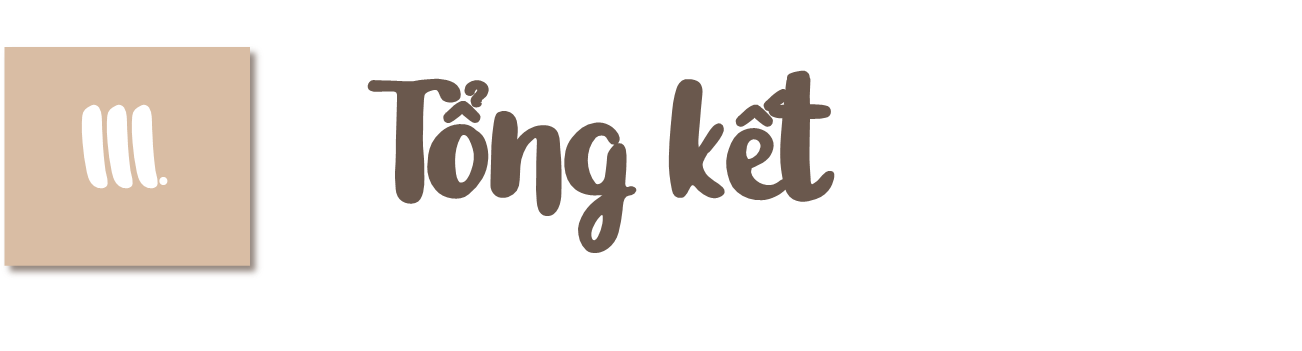 III.
Tổng kết